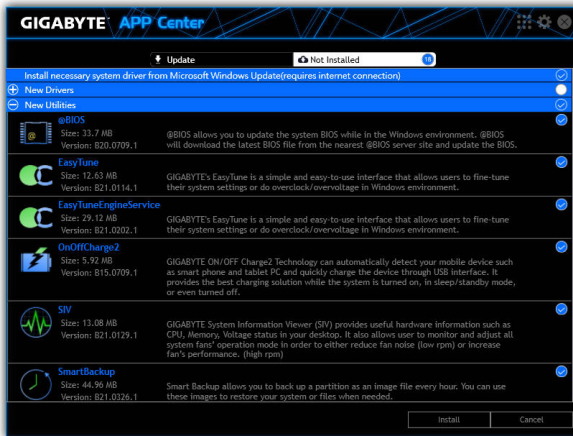 GIGABYTE™ APP Center
Update
Not Installed 18
Install necessary system driver from Microsoft Windows Update(requires internet connection)
New Drivers
New Utilities
@BIOS
Size: 33.7 MB
Version: B20.0709.1
@BIOS allows you to update the system BIOS while in the Windows environment. @BIOS
will download the latest BIOS file from the nearest @BIOS server site and update the BIOS.
EasyTune
Size: 12.63 MB
Version: B21.0114.1
GIGABYTE's EasyTune is a simple and easy-to-use interface that allows users to fine-tune
their system settings or do overclock/overvoltage in Windows environment.
EasyTuneEngineService
Size: 29.12 MB
Version: B21.0202.1
GIGABYTE's EasyTune is a simple and easy-to-use interface that allows users to fine-tune
their system settings or do overclock/overvoltage in Windows environment.
OnOffCharge2
Size: 5.92 MB
Version: B15.0709.1
GIGABYTE ON/OFF Charge2 Technology can automatically detect your mobile device such
as smart phone and tablet PC and quickly charge the device through USB interface. It
provides the best charging solution while the system is turned on, in sleep/standby mode,
or even turned off.
SIV
Size: 13.08 MB
Version: B21.0129.1
GIGABYTE System Information Viewer (SIV) provides useful hardware information such as
CPU, Memory, Voltage status in your desktop. It also allows user to monitor and adjust all
system fans' operation mode in order to either reduce fan noise (low rpm) or increase
fan's performance. (high rpm)
SmartBackup
Size: 44.96 MB
Version: B21.0326.1
Smart Backup allows you to back up a partition as an image file every hour. You can use
these images to restore your system or files when needed.
Install
Cancel